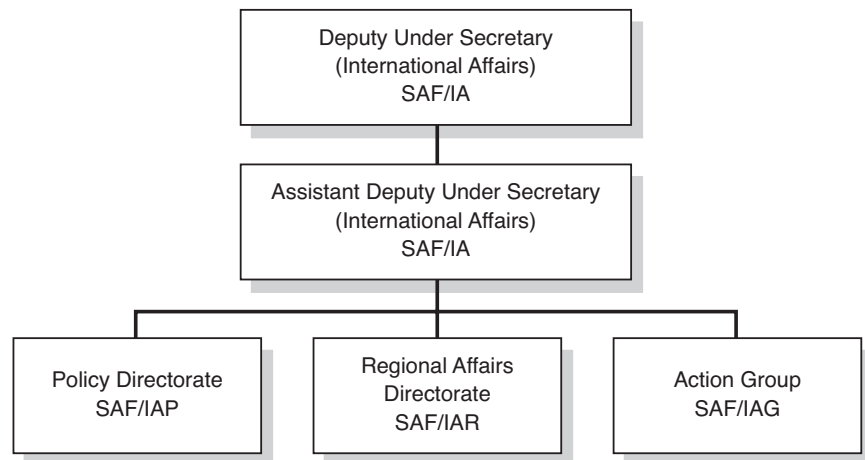 Deputy Under Secretary
(International Affairs)
SAF/IA
Assistant Deputy Under Secretary
(International Affairs)
SAF/IA
Policy Directorate
SAF/IAP
Regional Affairs
Directorate
SAF/IAR
Action Group
SAF/IAG